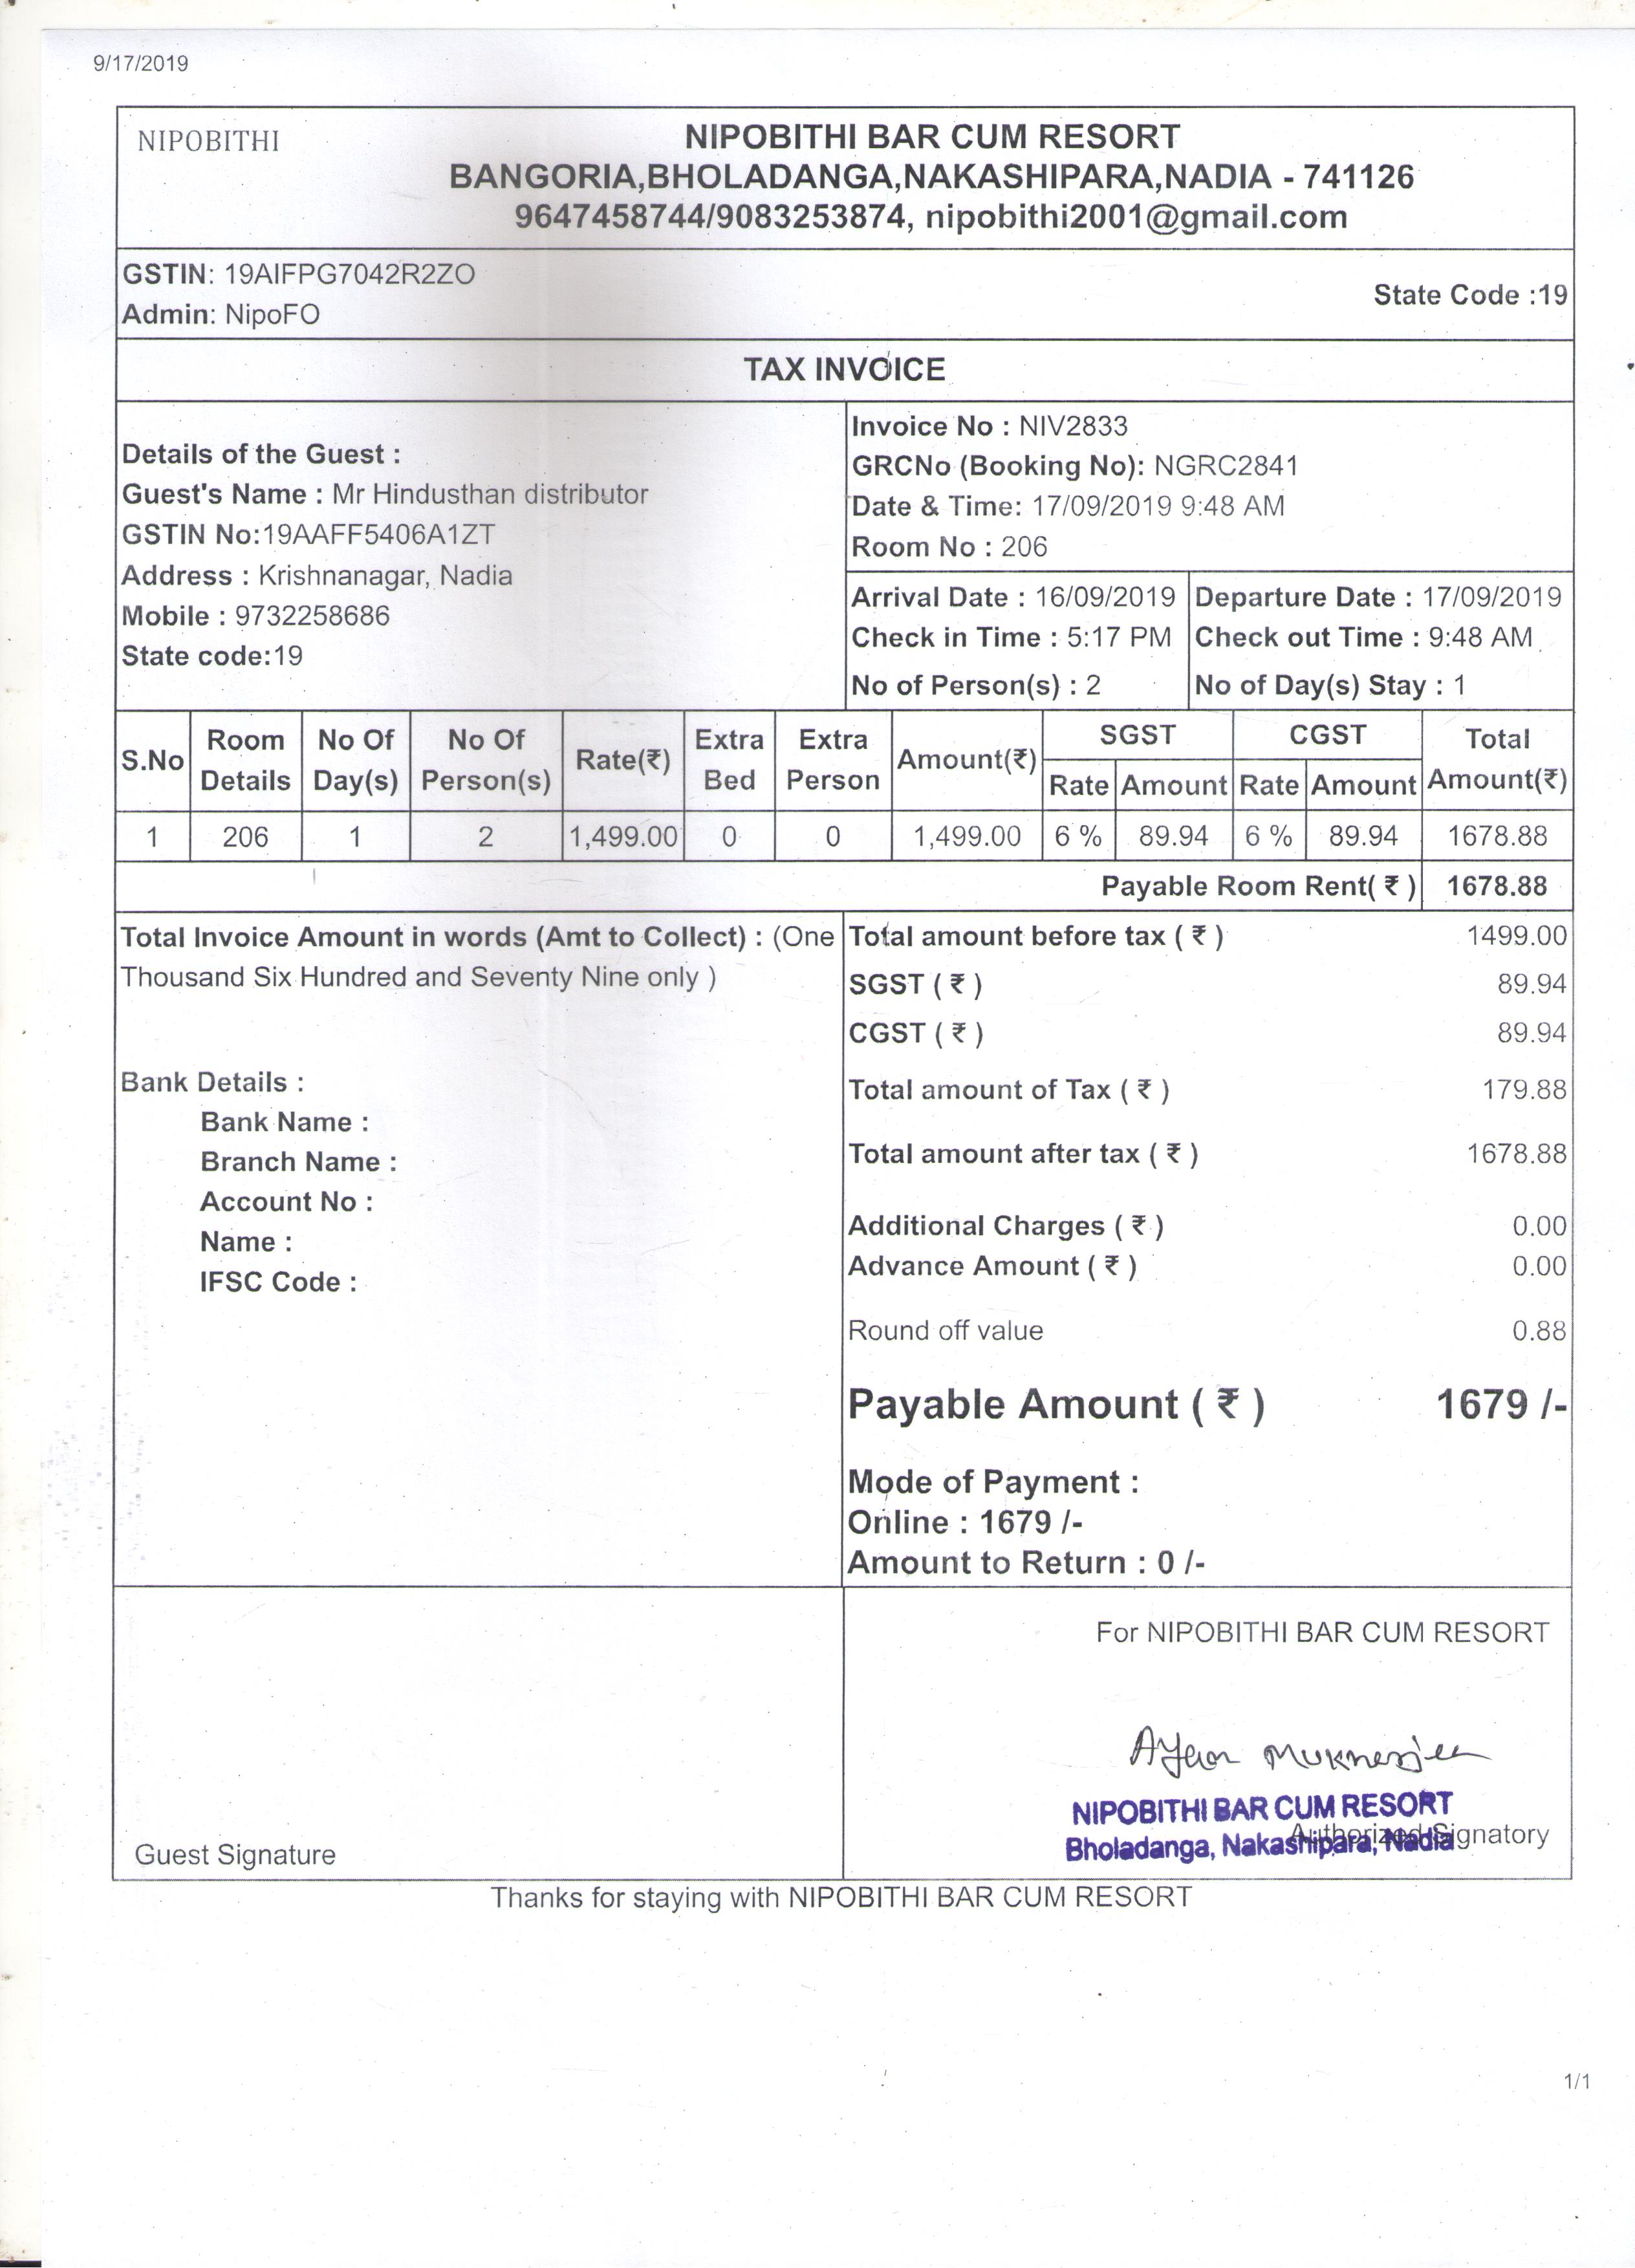 9/17/2019
NIPOBITHI
NIPOBITHI BAR CUM RESORT
BANGORIA,BHOLADANGA,NAKASHIPARA,NADIA - 741126
9647458744/9083253874, nipobithi2001@gmail.com
GSTIN: 19AIFPG7042R2ZO
Admin: NipoFO
State Code :19
TAX INVOICE
Details of the Guest :
Guest's Name : Mr Hindusthan distributor
GSTIN No:19AAFF5406A1ZT
Address : Krishnanagar, Nadia
Mobile : 9732258686
State code:19
Invoice No : NIV2833
GRCNo (Booking No): NGRC2841
Date & Time: 17/09/2019 9:48 AM
Room No : 206
Arrival Date : 16/09/2019 Departure Date : 17/09/2019
Check in Time : 5:17 PM Check out Time : 9:48 AM
No of Person(s) : 2 No of Day(s) Stay : 1
S.No Room Details No Of Day(s) No Of Person(s) Rate(₹) Extra Bed Extra Person Amount(₹) SGST CGST Total Amount(₹)
Rate Amount Rate Amount
1 206 1 2 1,499.00 0 0 1,499.00 6 % 89.94 6 % 89.94 1678.88
Payable Room Rent( ₹ ) 1678.88
Total Invoice Amount in words (Amt to Collect) : (One
Thousand Six Hundred and Seventy Nine only )
Bank Details :
Bank Name :
Branch Name :
Account No :
Name :
IFSC Code :
Total amount before tax ( ₹ ) 1499.00
SGST ( ₹ ) 89.94
CGST ( ₹ ) 89.94
Total amount of Tax ( ₹ ) 179.88
Total amount after tax ( ₹ ) 1678.88
Additional Charges ( ₹ ) 0.00
Advance Amount ( ₹ ) 0.00
Round off value 0.88
Payable Amount ( ₹ ) 1679 /-
Mode of Payment :
Online : 1679 /-
Amount to Return : 0 /-
For NIPOBITHI BAR CUM RESORT
Mukherjee
NIPOBITHI BAR CUM RESORT
Bholadanga, Nakashipara, Nadia
Authorized Signatory
Guest Signature
Thanks for staying with NIPOBITHI BAR CUM RESORT
1/1